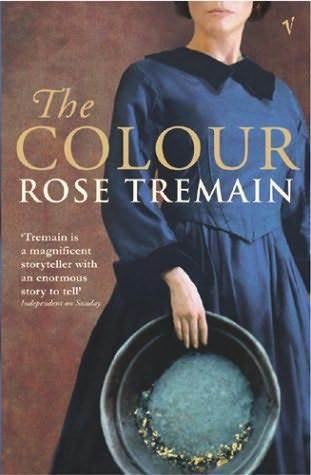 V
The
COLOUR
ROSE TREMAIN
‘Tremain is
a magnificent
storyteller with
an enormous
story to tell’
Independent on Sunday